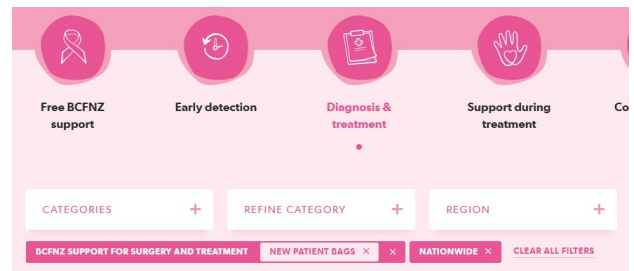 Free BCFNZ
support
Early detection
Diagnosis &
treatment
Support during
treatment
Co
CATEGORIES +
REFINE CATEGORY +
REGION +
BCFNZ SUPPORT FOR SURGERY AND TREATMENT NEW PATIENT BAGS × × NATIONWIDE × CLEAR ALL FILTERS